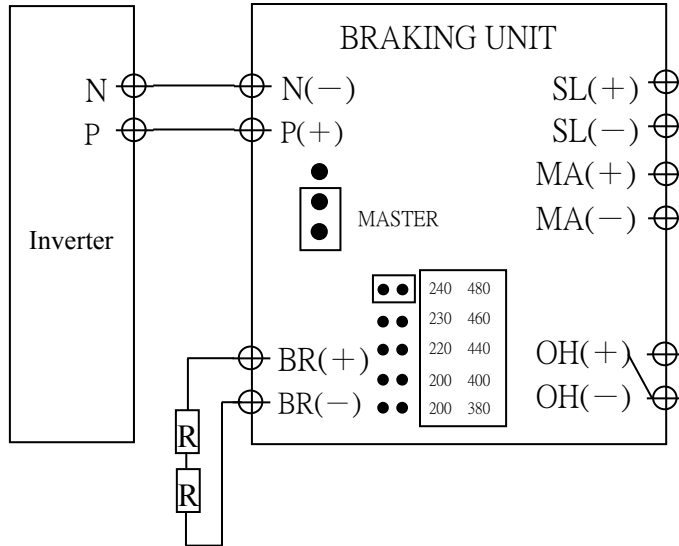 BRAKING UNIT
N
N(−)
SL(+)
P
P(+)
SL(−)
MA(+)
MASTER
MA(−)
Inverter
240 480
230 460
220 440
200 400
200 380
BR(+)
OH(+)
BR(−)
OH(−)
R
R